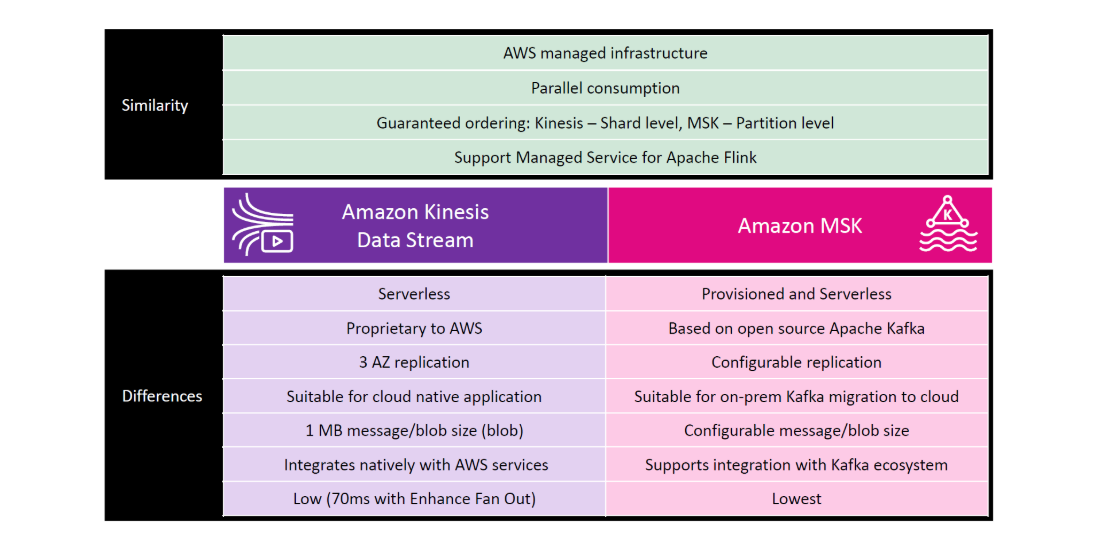 AWS managed infrastructure
Parallel consumption
Similarity
Guaranteed ordering: Kinesis – Shard level, MSK – Partition level
Support Managed Service for Apache Flink
Amazon Kinesis
Data Stream
Amazon MSK
K
Serverless
Provisioned and Serverless
Proprietary to AWS
Based on open source Apache Kafka
3 AZ replication
Configurable replication
Differences
Suitable for cloud native application
Suitable for on-prem Kafka migration to cloud
1 MB message/blob size (blob)
Configurable message/blob size
Integrates natively with AWS services
Supports integration with Kafka ecosystem
Low (70ms with Enhance Fan Out)
Lowest